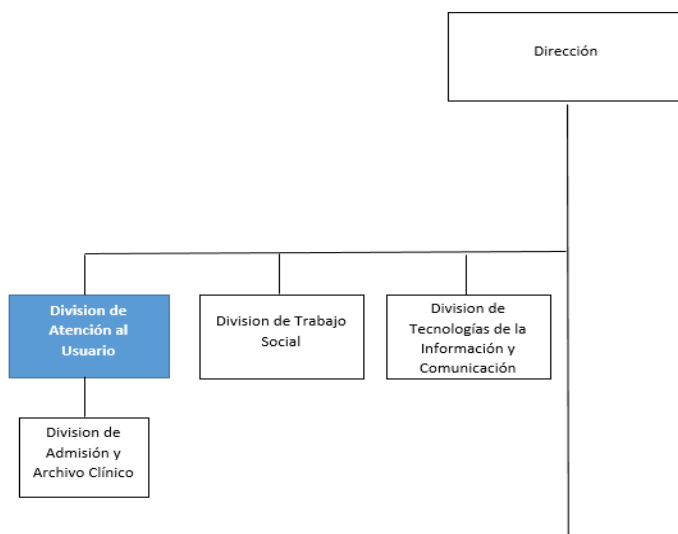 Dirección
Division de
Atención al
Usuario
Division de Trabajo
Social
Division de
Tecnologías de la
Información y
Comunicación
Division de
Admisión y
Archivo Clínico